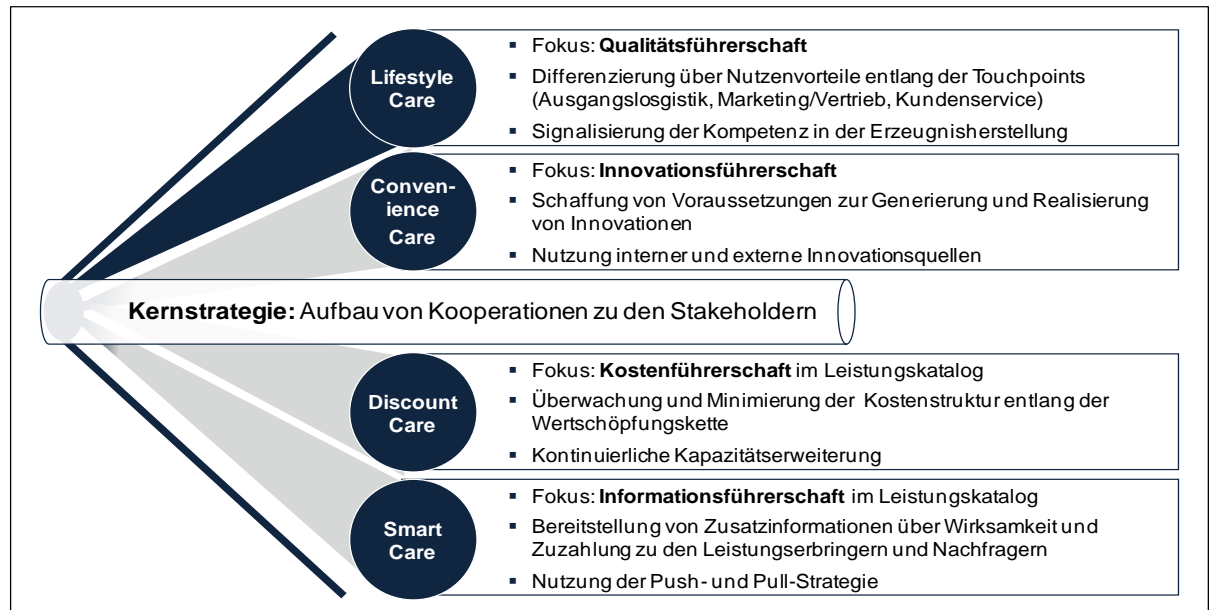 Lifestyle
Care
▪ Fokus: Qualitätsführerschaft
▪ Differenzierung über Nutzenvorteile entlang der Touchpoints
(Ausgangslosgistik, Marketing/Vertrieb, Kundenservice)
▪ Signalisierung der Kompetenz in der Erzeugnisherstellung
Conven-
ience
Care
▪ Fokus: Innovationsführerschaft
▪ Schaffung von Voraussetzungen zur Generierung und Realisierung
von Innovationen
▪ Nutzung interner und externe Innovationsquellen
Kernstrategie: Aufbau von Kooperationen zu den Stakeholdern
Discount
Care
▪ Fokus: Kostenführerschaft im Leistungskatalog
▪ Überwachung und Minimierung der Kostenstruktur entlang der
Wertschöpfungskette
▪ Kontinuierliche Kapazitätserweiterung
Smart
Care
▪ Fokus: Informationsführerschaft im Leistungskatalog
▪ Bereitstellung von Zusatzinformationen über Wirksamkeit und
Zuzahlung zu den Leistungserbringern und Nachfragern
▪ Nutzung der Push- und Pull-Strategie